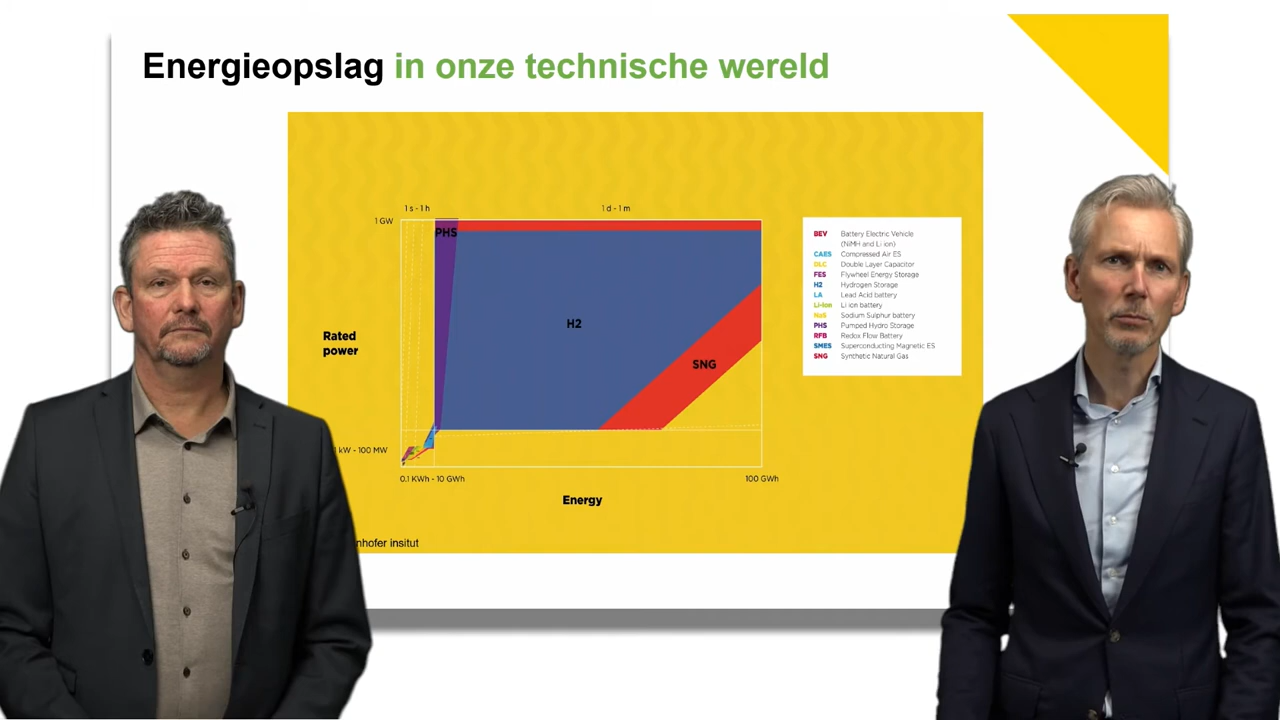 Energieopslag in onze technische wereld
1 s - 1 h
1 d - 1 m
1 GW
PHS
H2
SNG
Rated
power
kW - 100 MW
0.1 KWh - 10 GWh
100 GWh
Energy
BEV Battery Electric Vehicle
(NiMH and Li ion)
CAES Compressed Air ES
DLC Double Layer Capacitor
FES Flywheel Energy Storage
H2 Hydrogen Storage
LA Lead Acid battery
Li-Ion Li ion battery
NaS Sodium Sulphur battery
PHS Pumped Hydro Storage
RFB Redox Flow Battery
SMES Superconducting Magnetic ES
SNG Synthetic Natural Gas
insitut